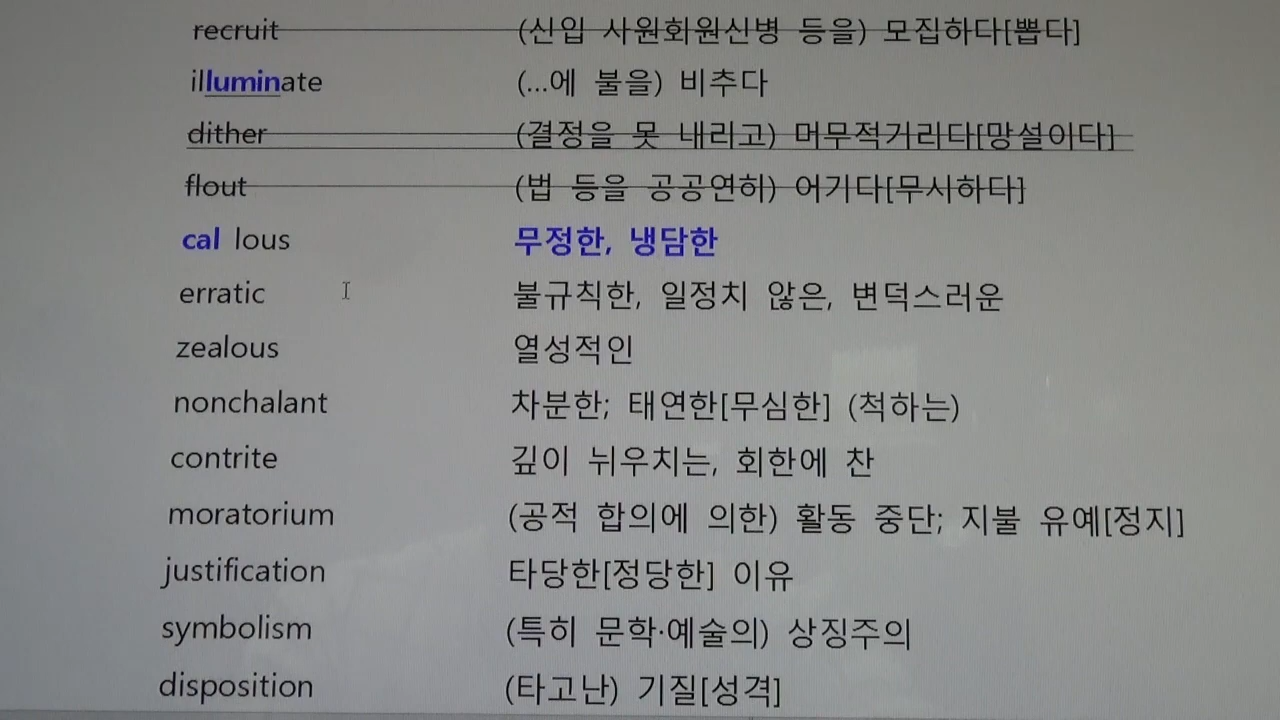 recruit (신입 사원회원신병 등을) 모집하다[뽑다]
illuminate (...에 불을) 비추다
dither (결정을 못 내리고) 머무적거리다[망설이다]
flout (법 등을 공공연히) 어기다[무시하다]
cal lous 무정한, 냉담한
erratic 불규칙한, 일정치 않은, 변덕스러운
zealous 열성적인
nonchalant 차분한; 태연한[무심한] (척하는)
contrite 깊이 뉘우치는, 회한에 찬
moratorium (공적 합의에 의한) 활동 중단; 지불 유예[정지]
justification 타당한[정당한] 이유
symbolism (특히 문학·예술의) 상징주의
disposition (타고난) 기질[성격]